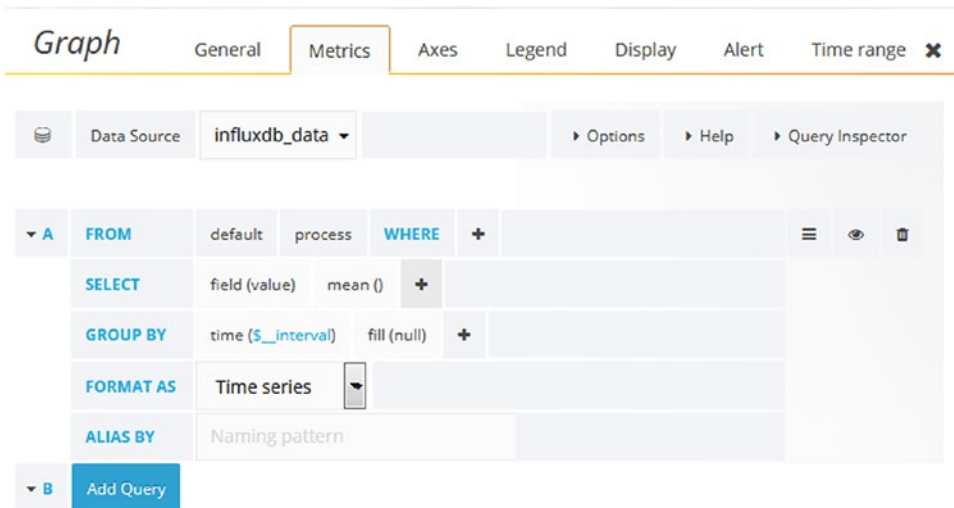 Graph General Metrics Axes Legend Display Alert Time range
Data Source influxdb_data Options Help Query Inspector
A FROM default process WHERE +
SELECT field (value) mean () +
GROUP BY time ($__interval) fill (null) +
FORMAT AS Time series
ALIAS BY Naming pattern
B Add Query